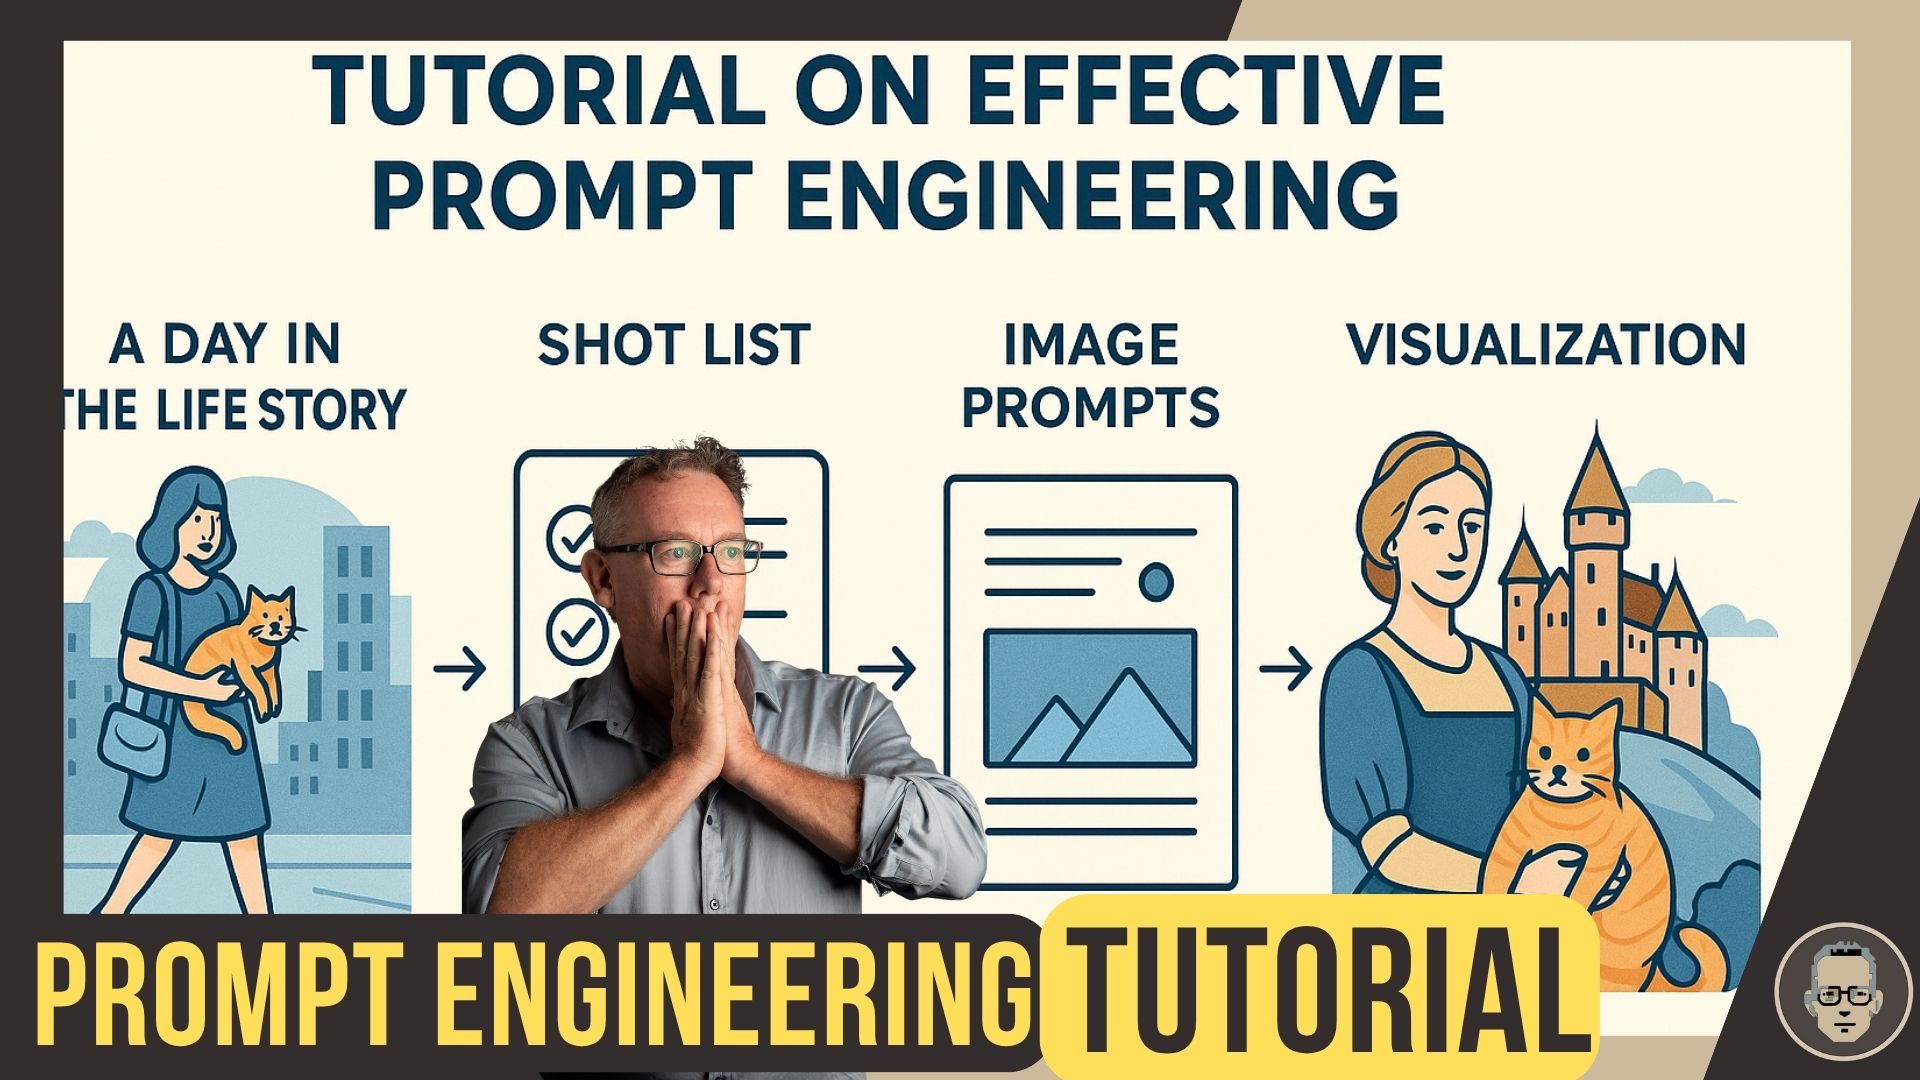 TUTORIAL ON EFFECTIVE
PROMPT ENGINEERING
A DAY IN
THE LIFE STORY
SHOT LIST
IMAGE
PROMPTS
VISUALIZATION
PROMPT ENGINEERING TUTORIAL